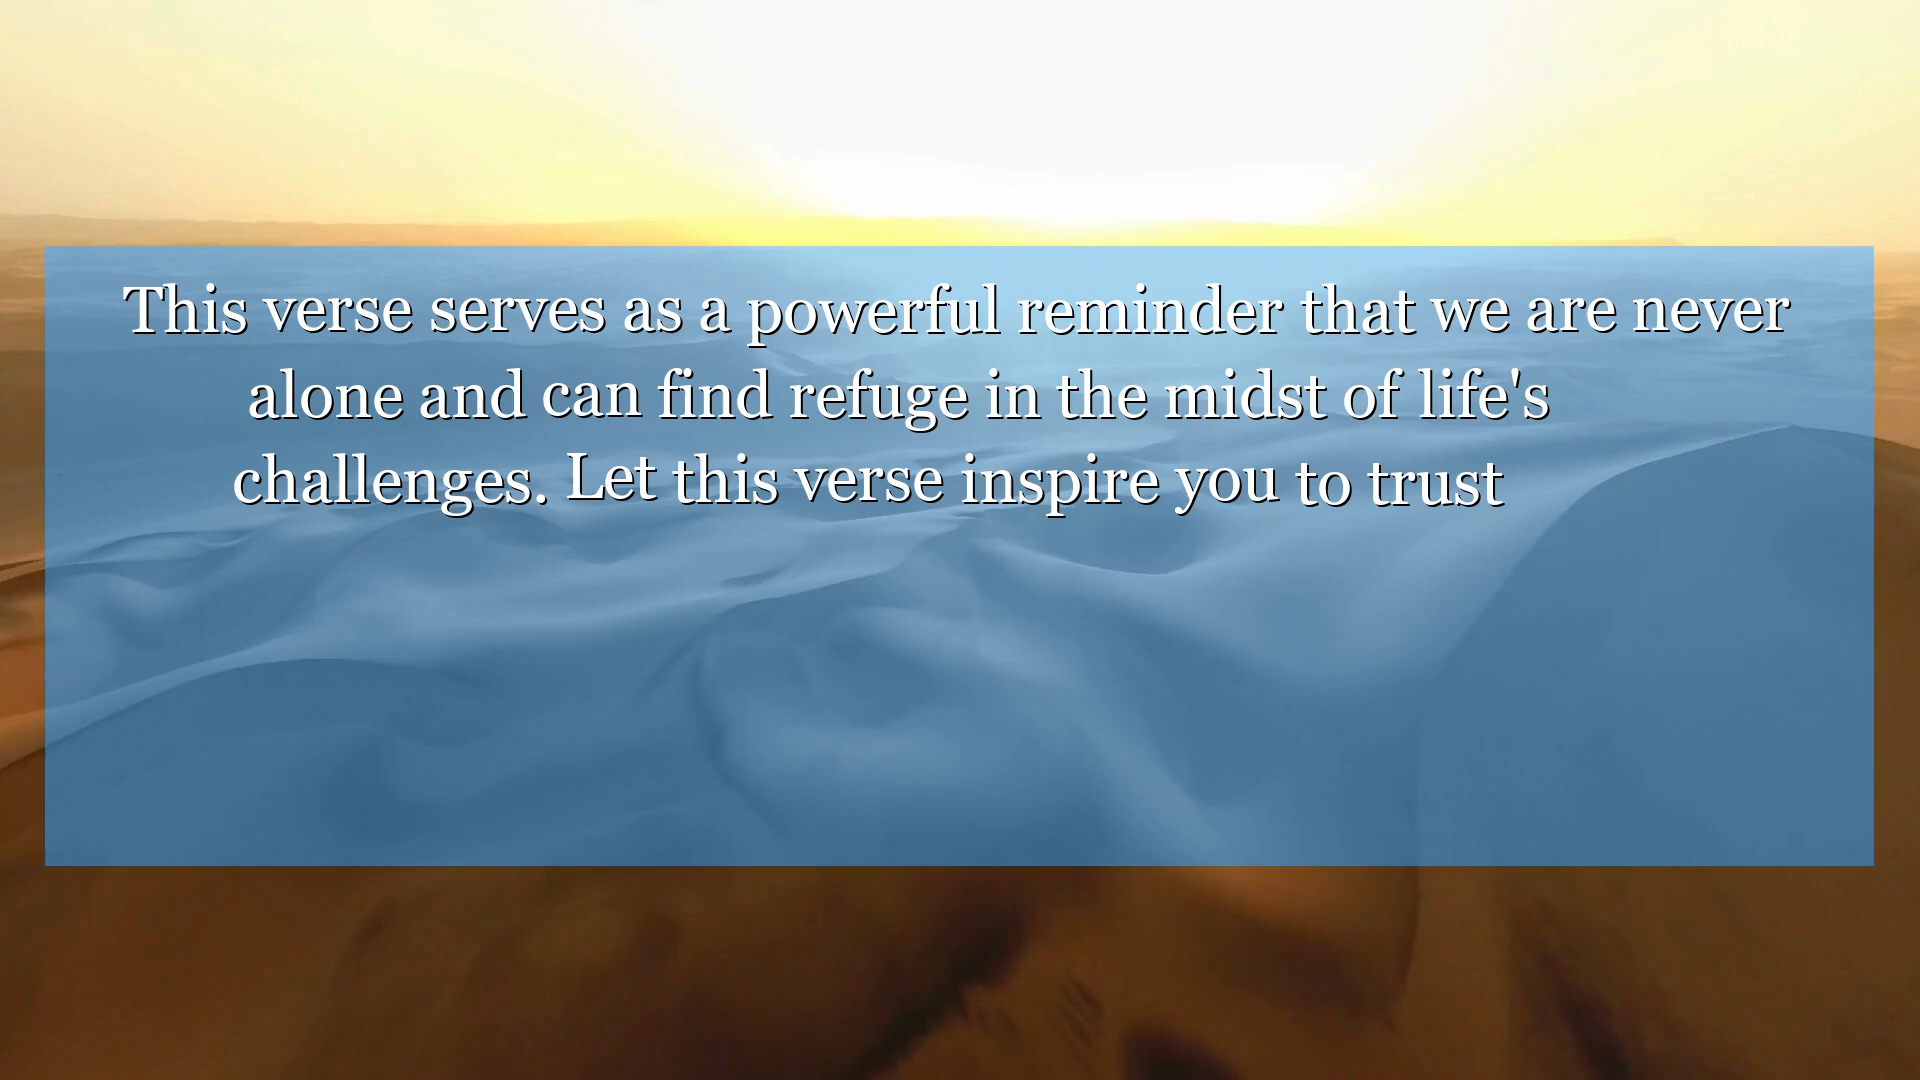 This verse serves as a powerful reminder that we are never
alone and can find refuge in the midst of life's
challenges. Let this verse inspire you to trust